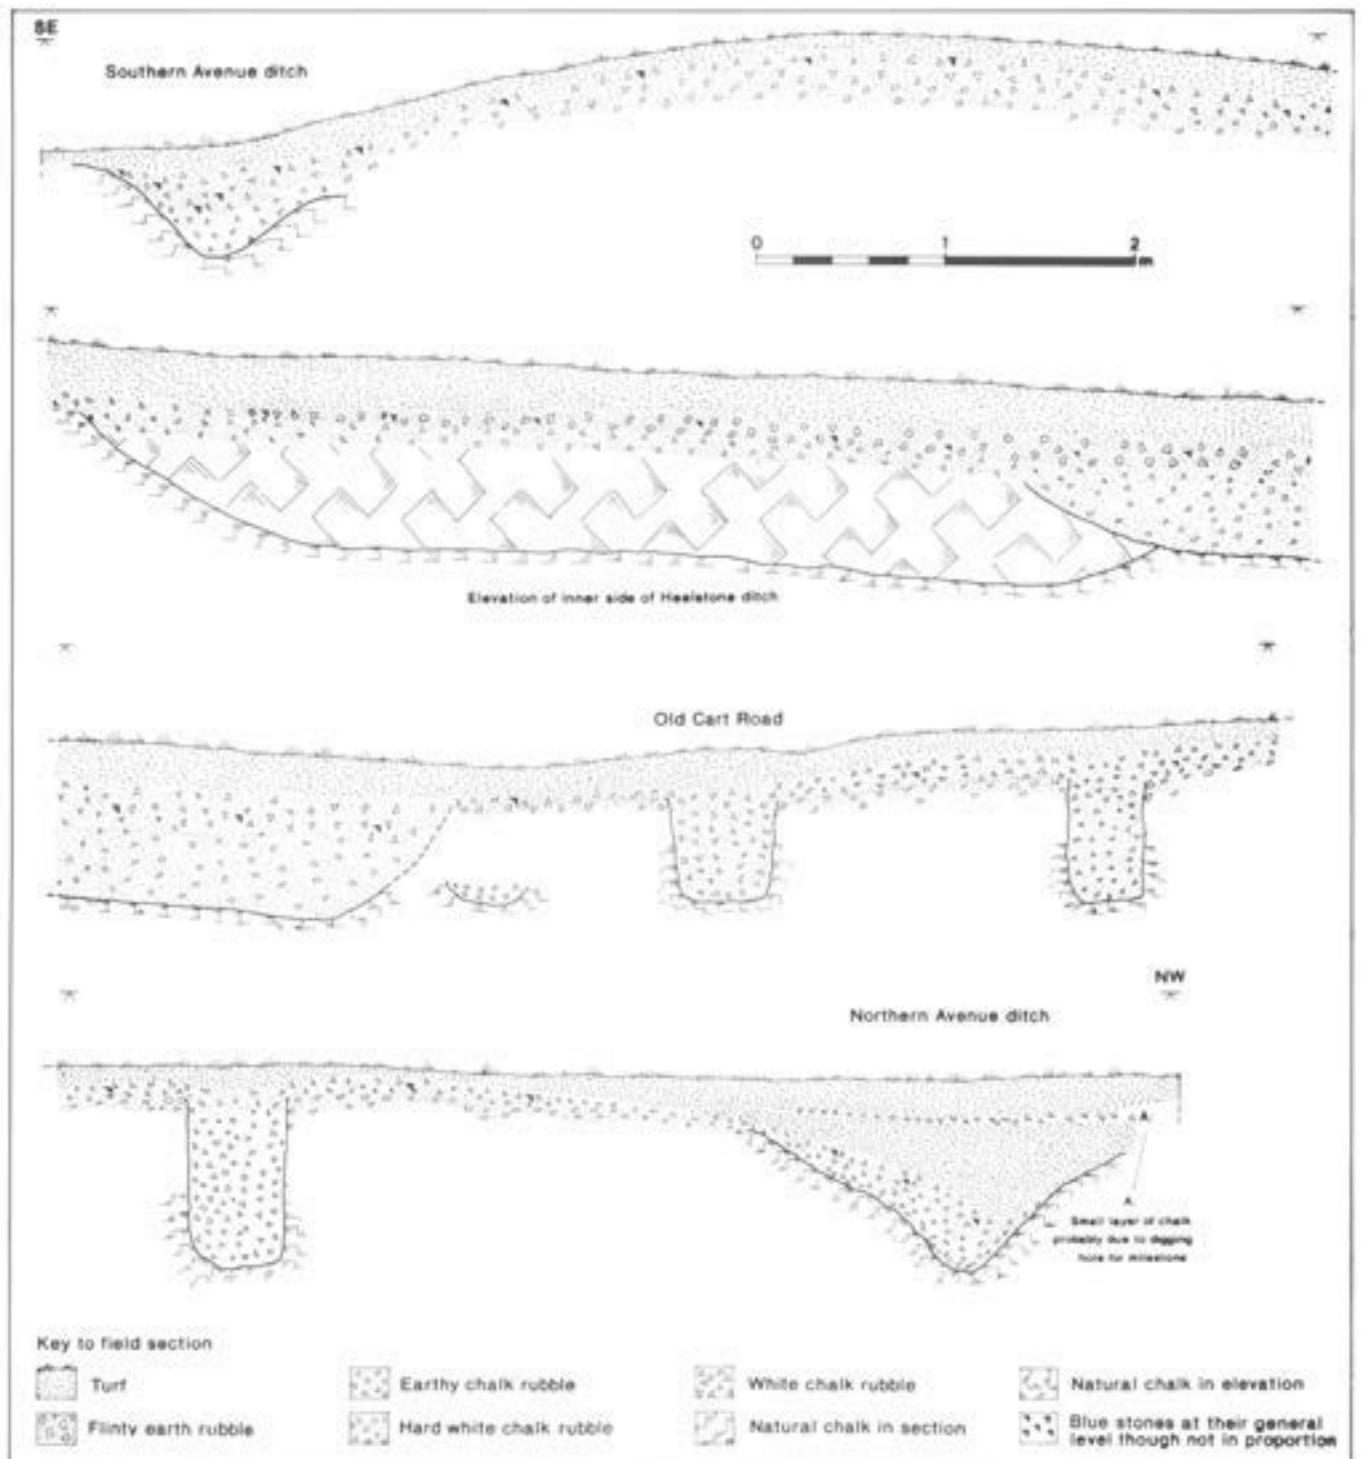 SE
Southern Avenue ditch
0 1 2
m
Elevation of inner side of Heelstone ditch
Old Cart Road
NW
Northern Avenue ditch
A.
A.
Small layer of chalk
probably due to digging
hole for milestone
Key to field section
Turf
Earthy chalk rubble
White chalk rubble
Natural chalk in elevation
Flinty earth rubble
Hard white chalk rubble
Natural chalk in section
Blue stones at their general
level though not in proportion